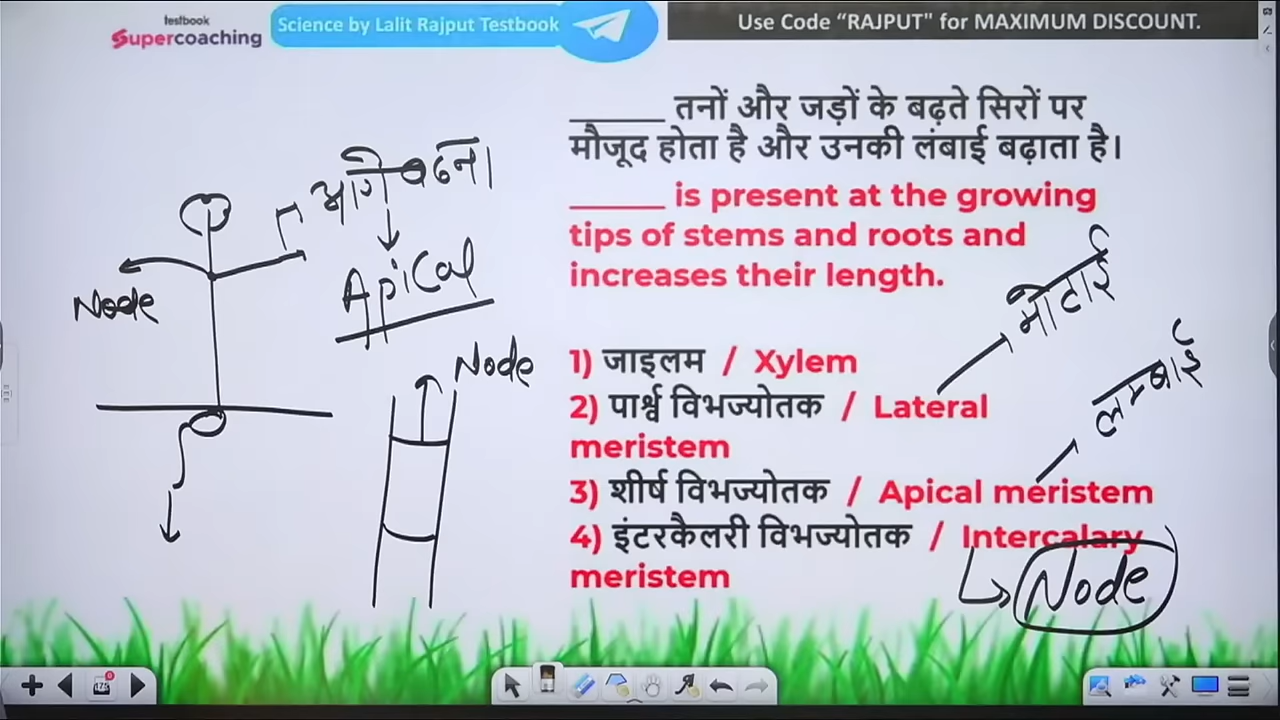 testbook
Supercoaching
Science by Lalit Rajput Testbook
Use Code “RAJPUT" for MAXIMUM DISCOUNT.
______ तनों और जड़ों के बढ़ते सिरों पर
मौजूद होता है और उनकी लंबाई बढ़ाता है।
______ is present at the growing
tips of stems and roots and
increases their length.
1) जाइलम / Xylem
2) पार्श्व विभज्योतक / Lateral
meristem
3) शीर्ष विभज्योतक / Apical meristem
4) इंटरकैलरी विभज्योतक / Intercalary
meristem
आगे बढना
Apical
Node
Node
मोटाई
लम्बाई
Node